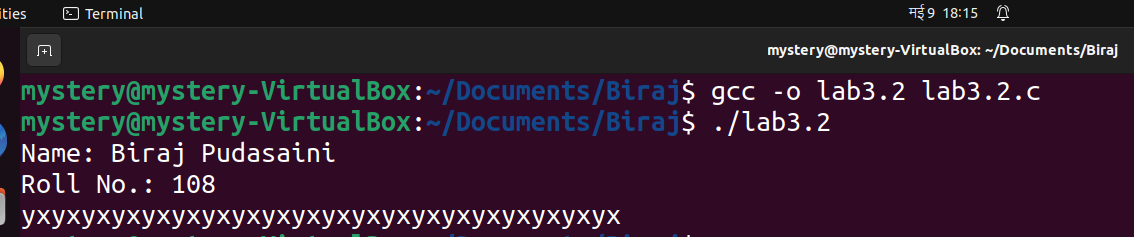 ities
Terminal
मई 9 18:15
mystery@mystery-VirtualBox: ~/Documents/Biraj
mystery@mystery-VirtualBox:~/Documents/Biraj$ gcc -o lab3.2 lab3.2.c
mystery@mystery-VirtualBox:~/Documents/Biraj$ ./lab3.2
Name: Biraj Pudasaini
Roll No.: 108
yxyxyxyxyxyxyxyxyxyxyxyxyxyxyxyxyxyxyxyx